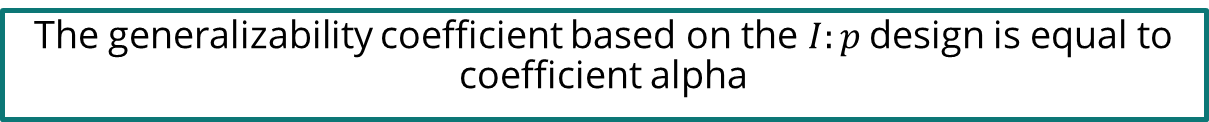 The generalizability coefficient based on the I:p design is equal to
coefficient alpha